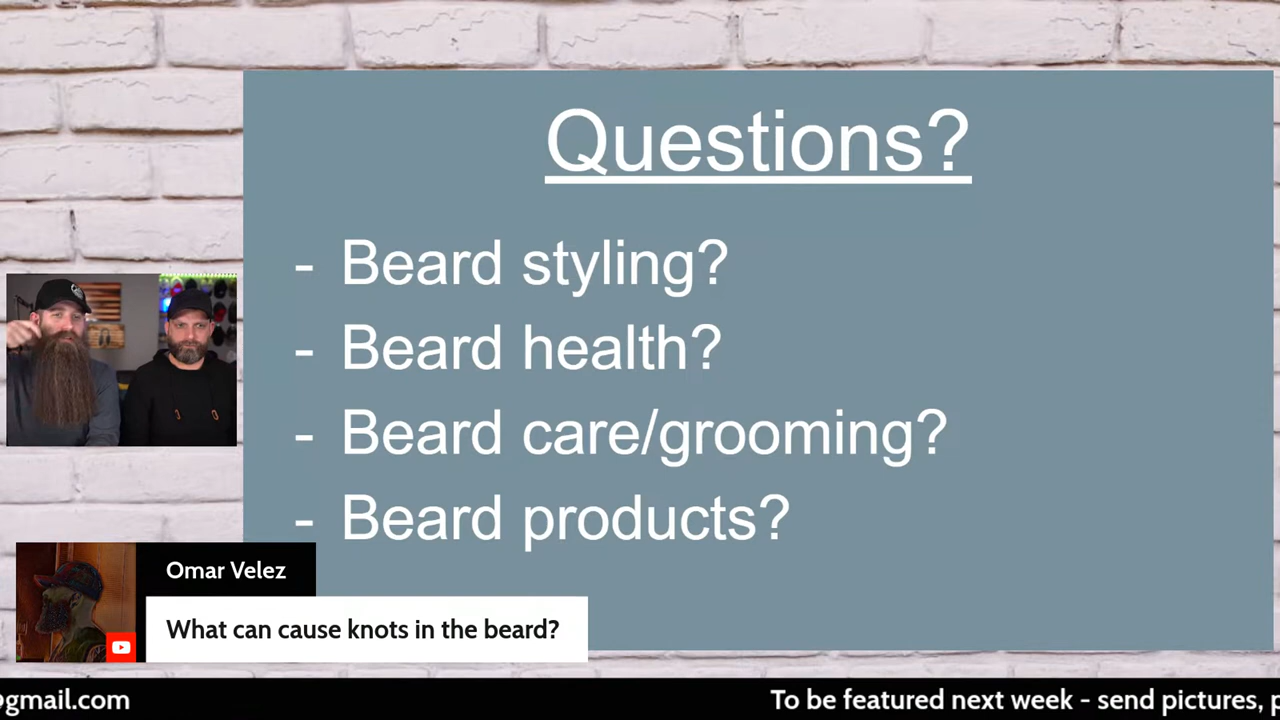 Questions?
- Beard styling?
- Beard health?
- Beard care/grooming?
- Beard products?
Omar Velez
What can cause knots in the beard?
@gmail.com To be featured next week - send pictures,